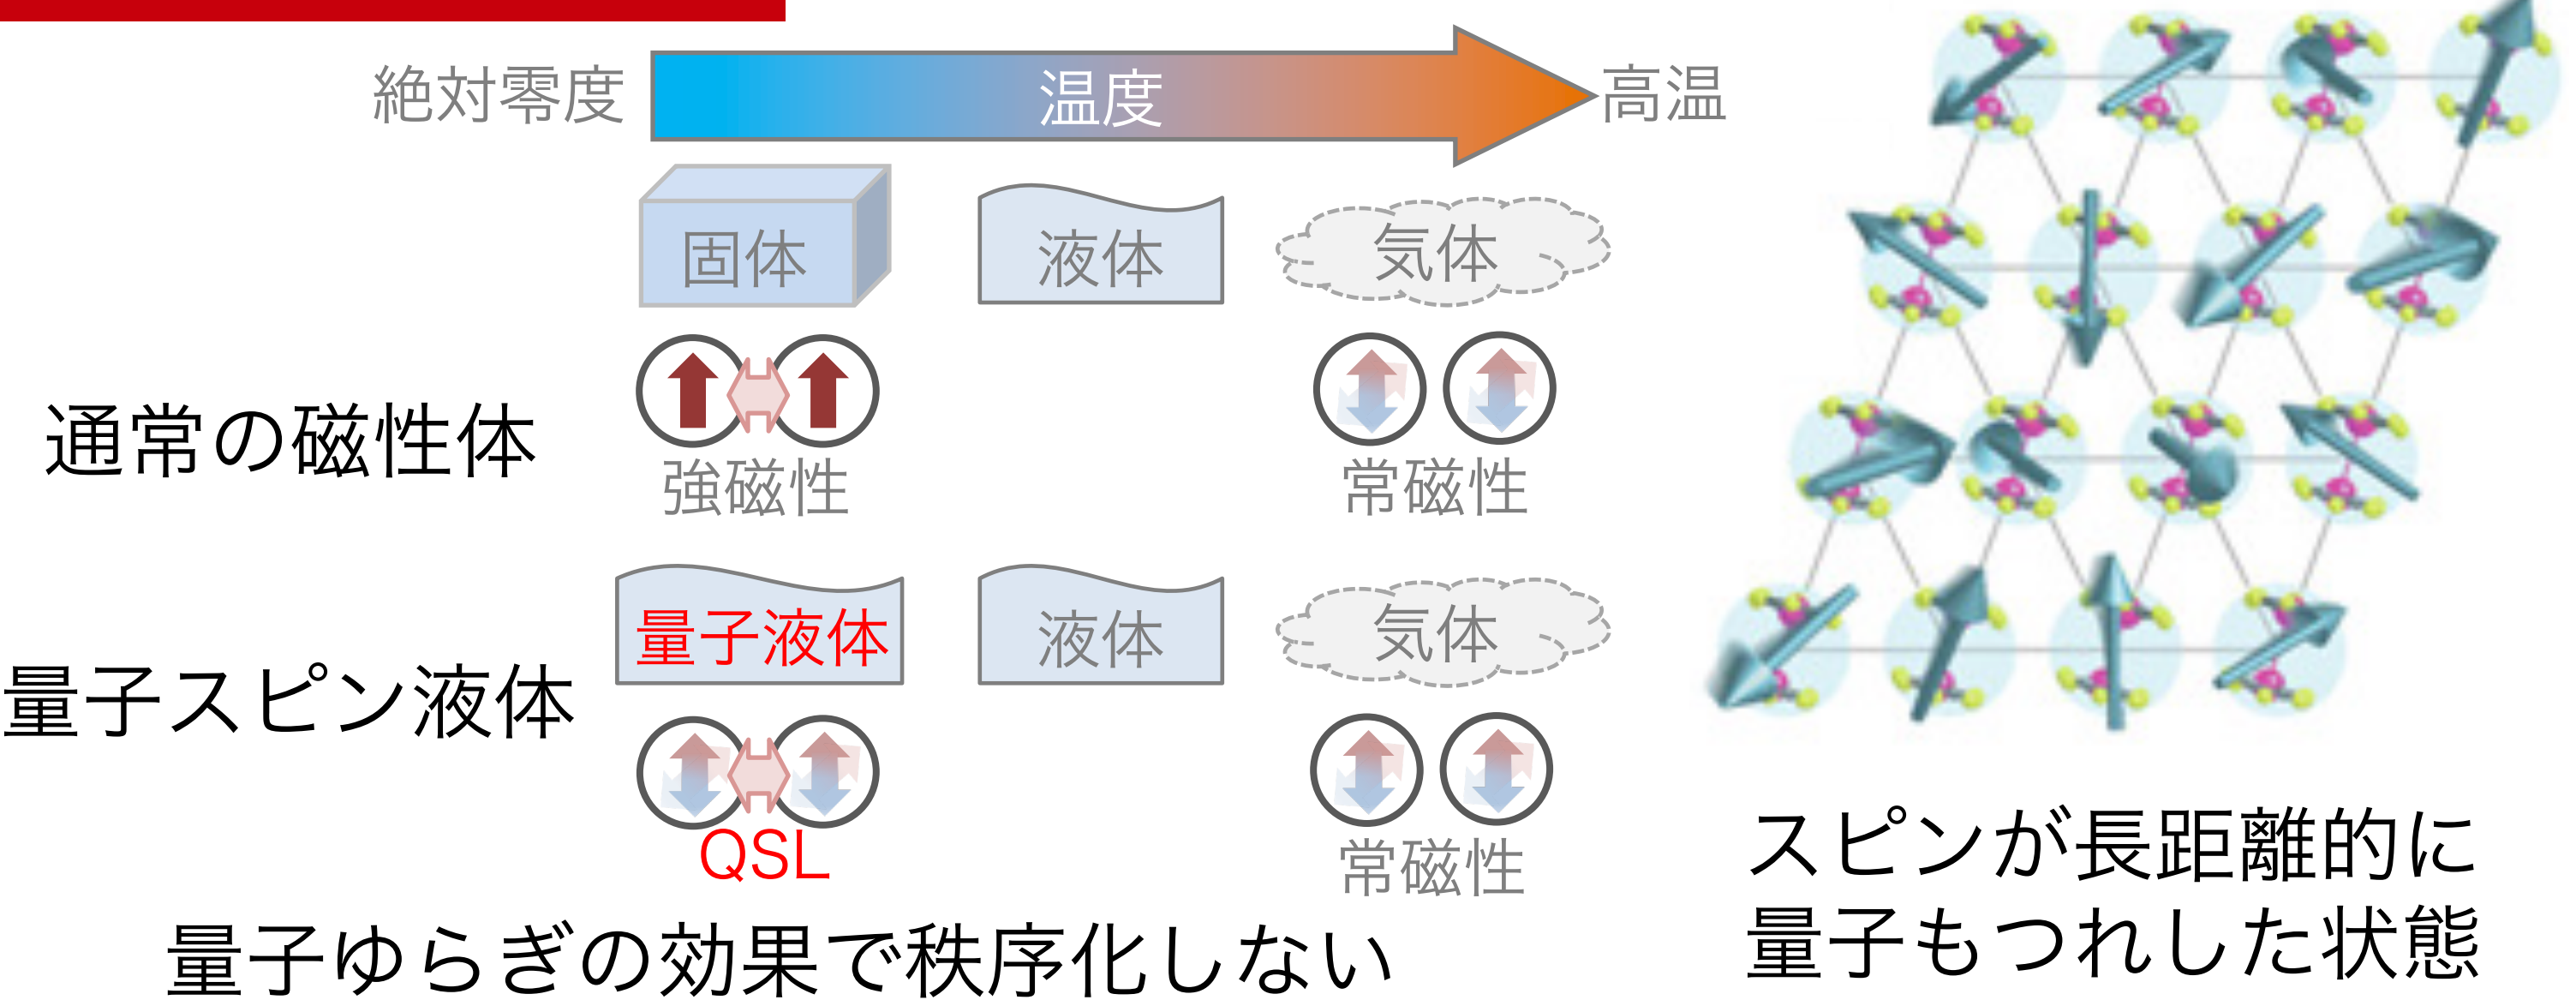 絶対零度 温度 高温
固体 液体 気体
通常の磁性体
強磁性 常磁性
量子液体 液体 気体
量子スピン液体
QSL 常磁性
量子ゆらぎの効果で秩序化しない
スピンが長距離的に
量子もつれした状態